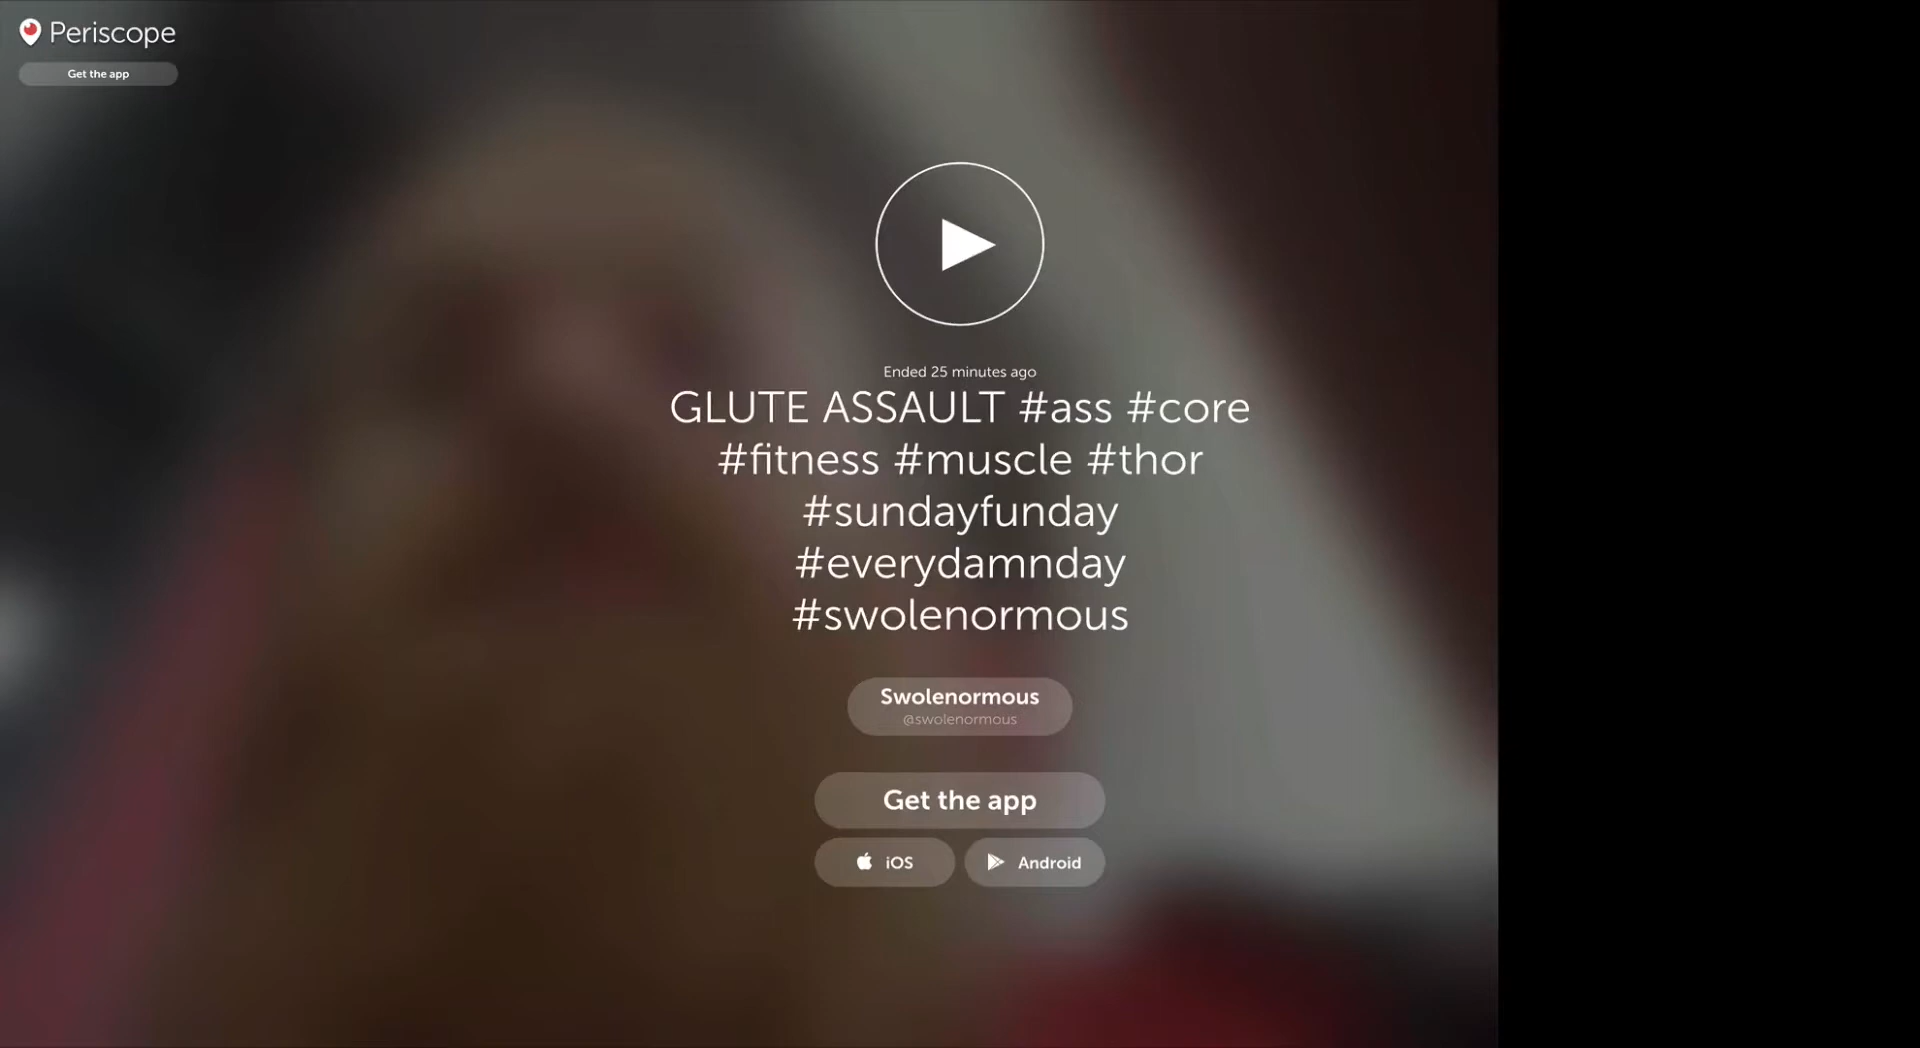 Periscope
Get the app
Ended 25 minutes ago
GLUTE ASSAULT #ass #core
#fitness #muscle #thor
#sundayfunday
#everydamnday
#swolenormous
Swolenormous
@swolenormous
Get the app
iOS
Android